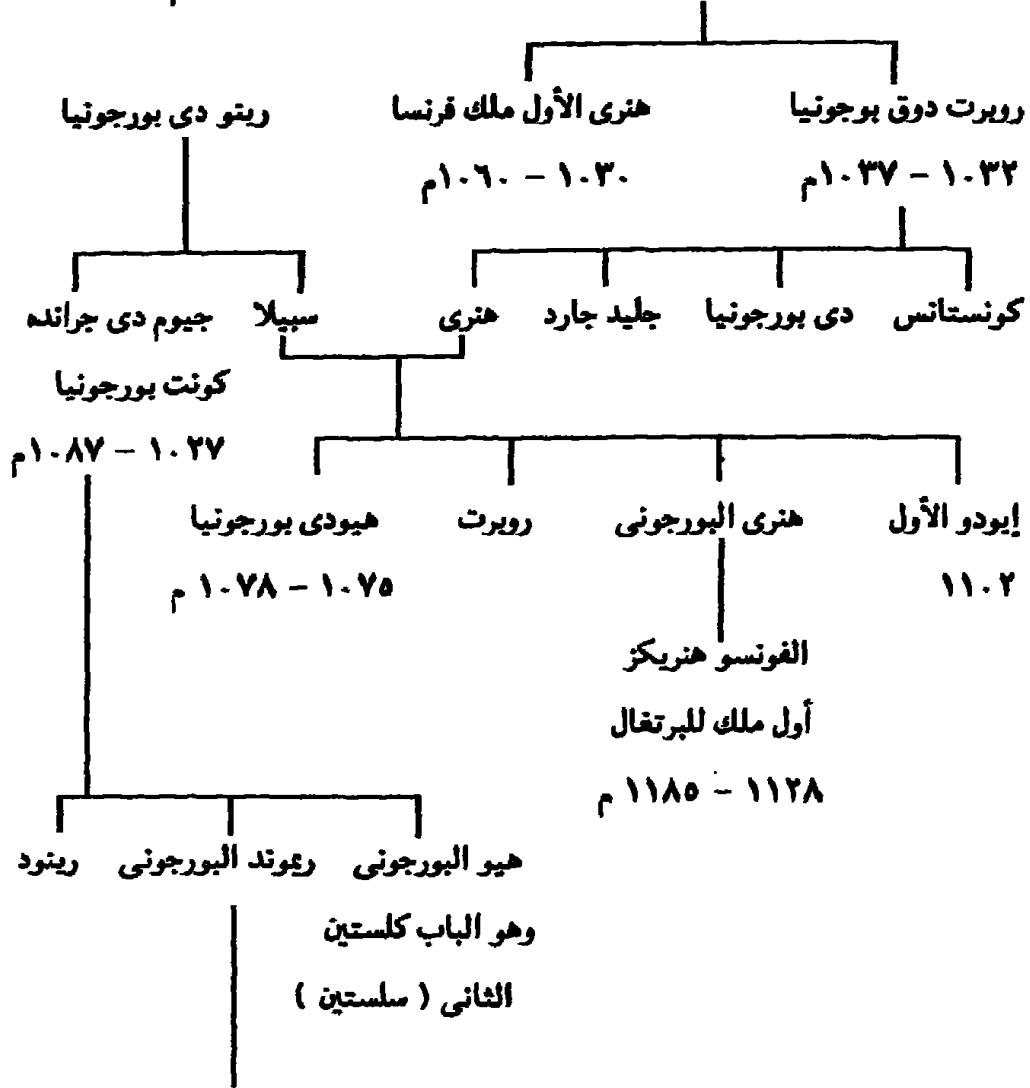 روبرت دوق بوجونيا
هنرى الأول ملك فرنسا
رينو دى بورجونيا
١٠٣٢ – ١٠٣٧م
١٠٣٠ – ١٠٦٠م
كونستانس
دى بورجونيا
جليد جارد
هنرى
سبيلا
جيوم دى جرانده
كونت بورجونيا
١٠٢٧ – ١٠٨٧م
إيودو الأول
هنرى البورجونى
روبرت
هيودى بورجونيا
١١٠٢
١٠٧٥ – ١٠٧٨ م
الفونسو هنريكز
أول ملك للبرتغال
١١٢٨ – ١١٨٥ م
هيو البورجونى
ريموند البورجونى
رينود
وهو الباب كلستين
الثانى ( سلستين )